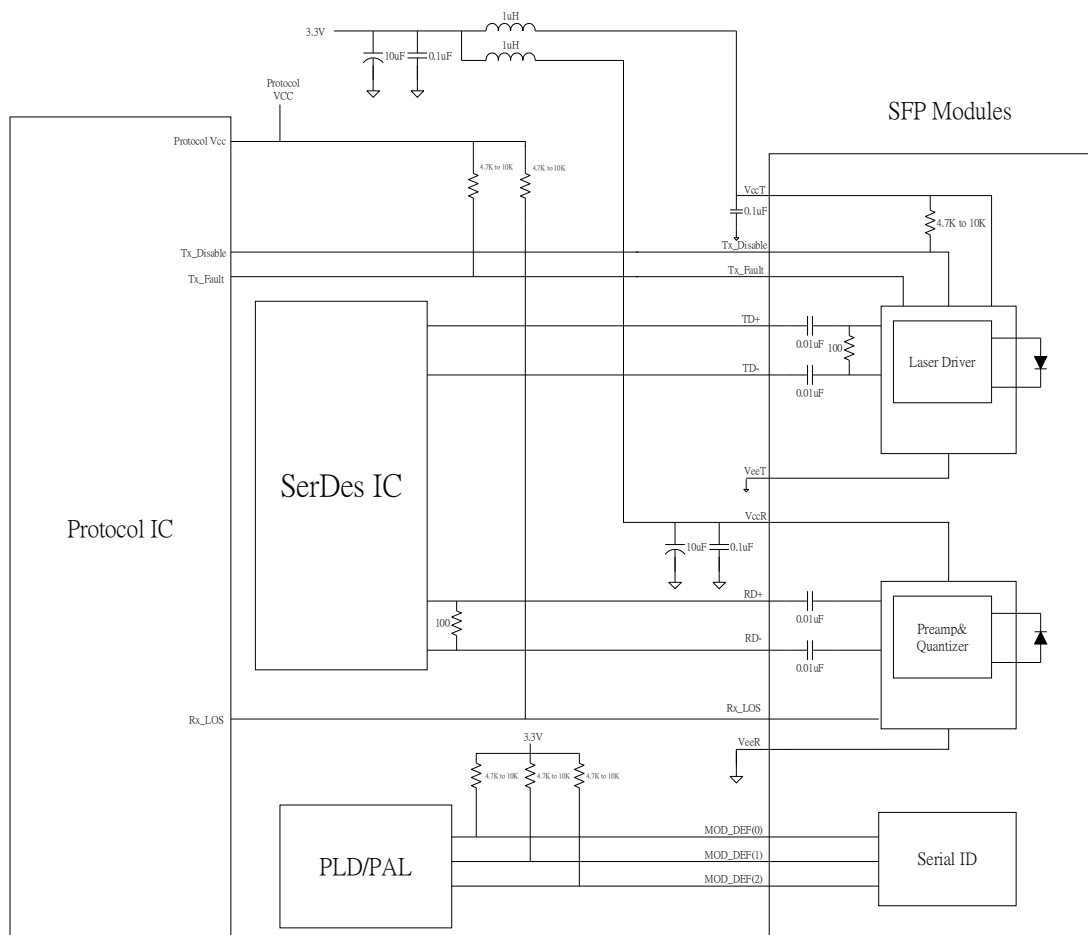 1uH
3.3V
1uH
10uF
0.1uF
Protocol
VCC
SFP Modules
Protocol Vcc
4.7K to 10K
4.7K to 10K
VccT
0.1uF
4.7K to 10K
Tx_Disable
Tx_Disable
Tx_Fault
Tx_Fault
TD+
0.01uF
100
Laser Driver
TD-
0.01uF
SerDes IC
VeeT
Protocol IC
VccR
10uF
0.1uF
RD+
0.01uF
100
Preamp&
Quantizer
RD-
0.01uF
Rx_LOS
Rx_LOS
3.3V
VeeR
4.7K to 10K
4.7K to 10K
4.7K to 10K
PLD/PAL
MOD_DEF(0)
MOD_DEF(1)
MOD_DEF(2)
Serial ID